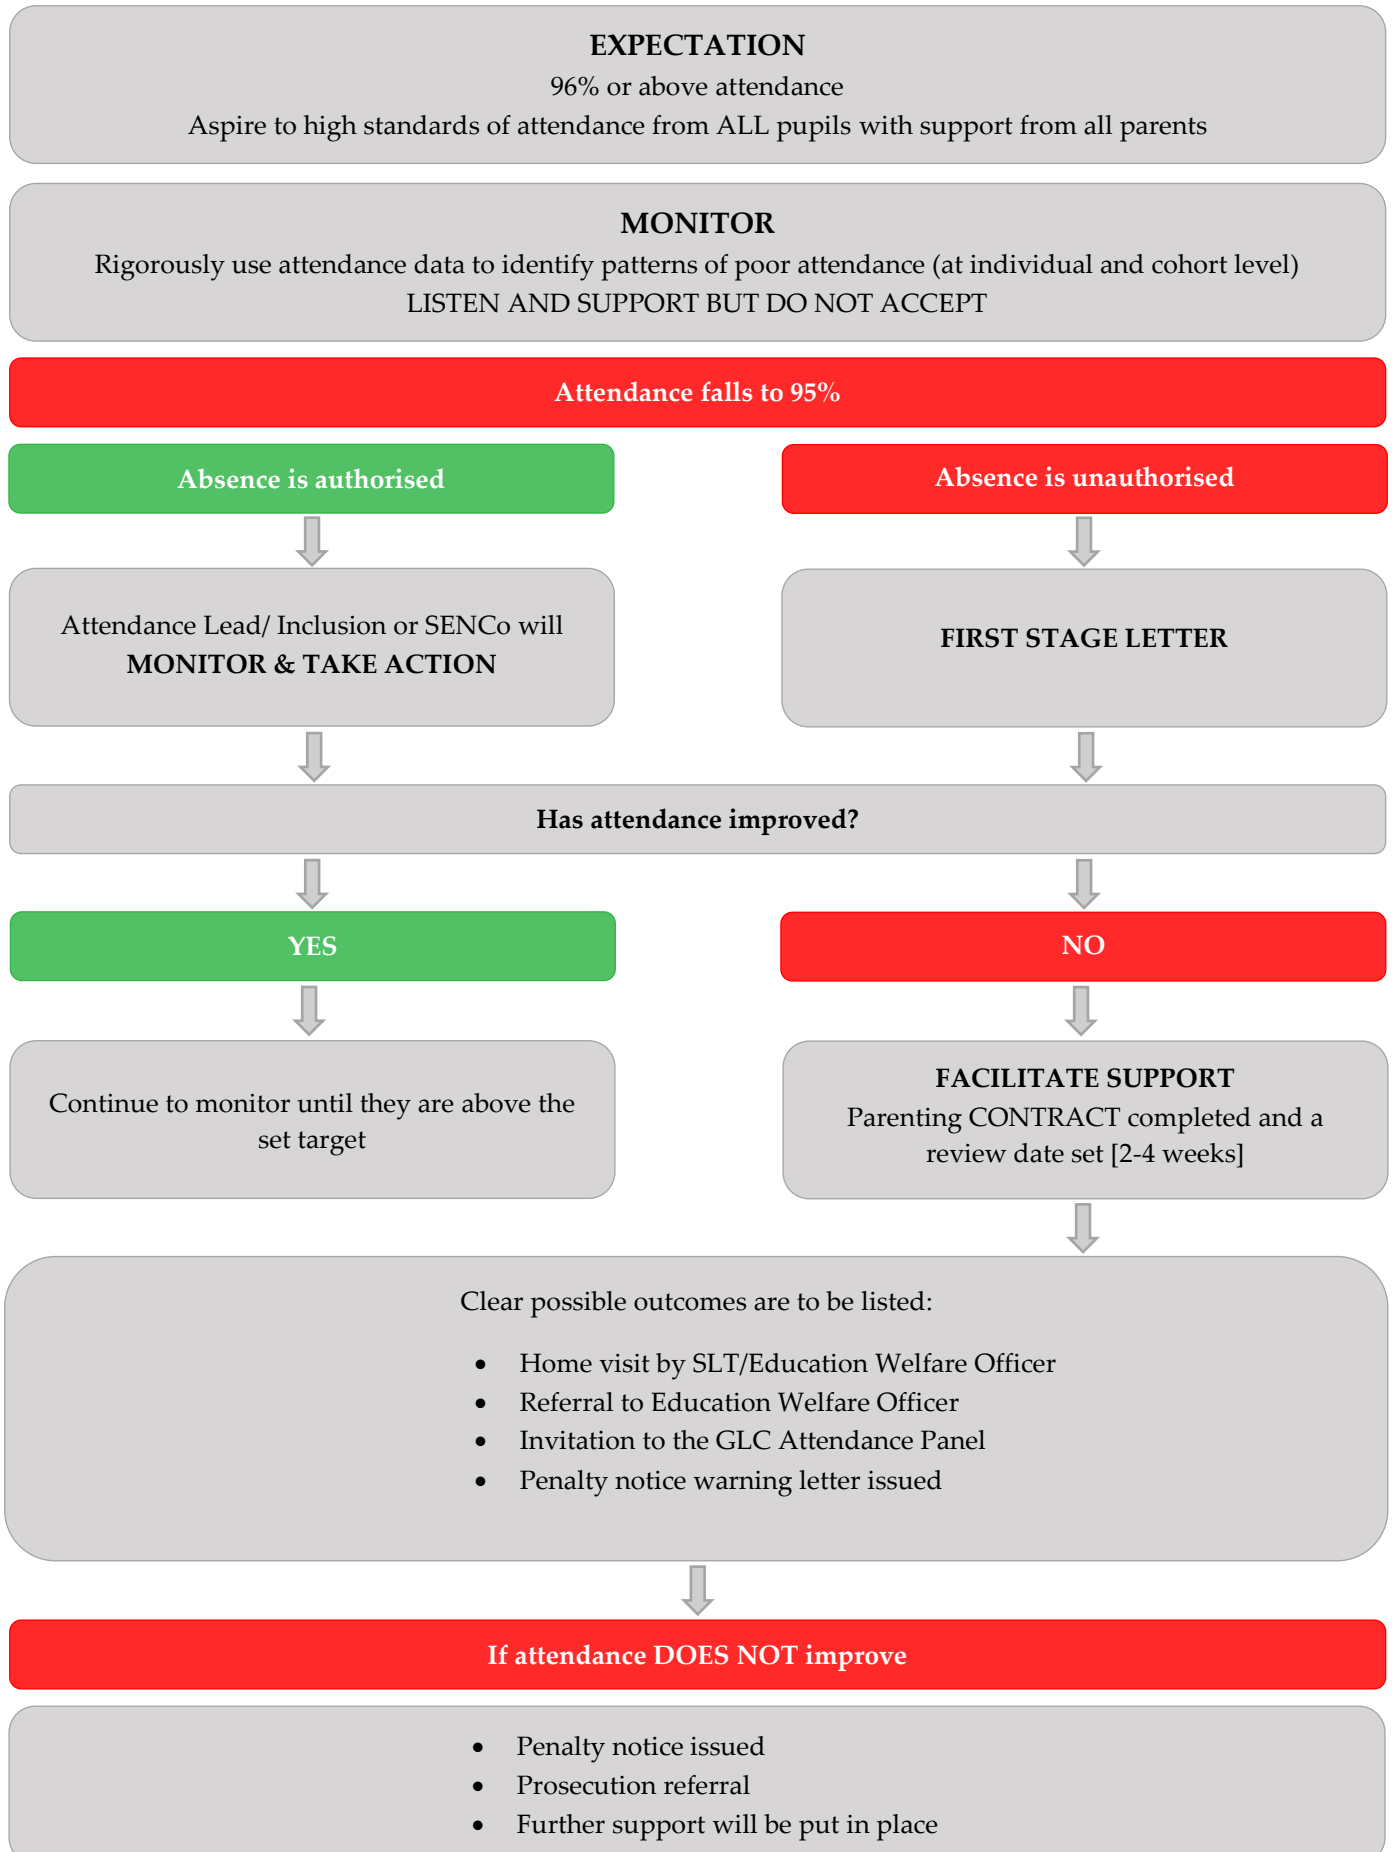 EXPECTATION
96% or above attendance
Aspire to high standards of attendance from ALL pupils with support from all parents
MONITOR
Rigorously use attendance data to identify patterns of poor attendance (at individual and cohort level)
LISTEN AND SUPPORT BUT DO NOT ACCEPT
Attendance falls to 95%
Absence is authorised
Absence is unauthorised
Attendance Lead/ Inclusion or SENCo will
MONITOR & TAKE ACTION
FIRST STAGE LETTER
Has attendance improved?
YES
NO
Continue to monitor until they are above the
set target
FACILITATE SUPPORT
Parenting CONTRACT completed and a
review date set [2-4 weeks]
Clear possible outcomes are to be listed:
• Home visit by SLT/Education Welfare Officer
• Referral to Education Welfare Officer
• Invitation to the GLC Attendance Panel
• Penalty notice warning letter issued
If attendance DOES NOT improve
• Penalty notice issued
• Prosecution referral
• Further support will be put in place